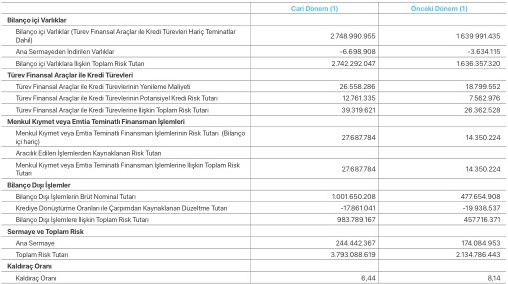 Cari Dönem (1) Önceki Dönem (1)
Bilanço içi Varlıklar
Bilanço içi Varlıklar (Türev Finansal Araçlar ile Kredi Türevleri Hariç Teminatlar
Dahil) 2.748.990.955 1.639.991.435
Ana Sermayeden İndirilen Varlıklar -6.698.908 -3.634.115
Bilanço içi Varlıklara İlişkin Toplam Risk Tutarı 2.742.292.047 1.636.357.320
Türev Finansal Araçlar ile Kredi Türevleri
Türev Finansal Araçlar ile Kredi Türevlerinin Yenileme Maliyeti 26.558.286 18.799.552
Türev Finansal Araçlar ile Kredi Türevlerinin Potansiyel Kredi Risk Tutarı 12.761.335 7.562.976
Türev Finansal Araçlar ile Kredi Türevlerine İlişkin Toplam Risk Tutarı 39.319.621 26.362.528
Menkul Kıymet veya Emtia Teminatlı Finansman İşlemleri
Menkul Kıymet veya Emtia Teminatlı Finansman İşlemlerinin Risk Tutarı (Bilanço
içi hariç) 27.687.784 14.350.224
Aracılık Edilen İşlemlerden Kaynaklanan Risk Tutarı
Menkul Kıymet veya Emtia Teminatlı Finansman İşlemlerine İlişkin Toplam Risk
Tutarı 27.687.784 14.350.224
Bilanço Dışı İşlemler
Bilanço Dışı İşlemlerin Brüt Nominal Tutarı 1.001.650.208 477.654.908
Krediye Dönüştürme Oranları ile Çarpımdan Kaynaklanan Düzeltme Tutarı -17.861.041 -19.938.537
Bilanço Dışı İşlemlere İlişkin Toplam Risk Tutarı 983.789.167 457.716.371
Sermaye ve Toplam Risk
Ana Sermaye 244.442.367 174.084.953
Toplam Risk Tutarı 3.793.088.619 2.134.786.443
Kaldıraç Oranı
Kaldıraç Oranı 6,44 8,14